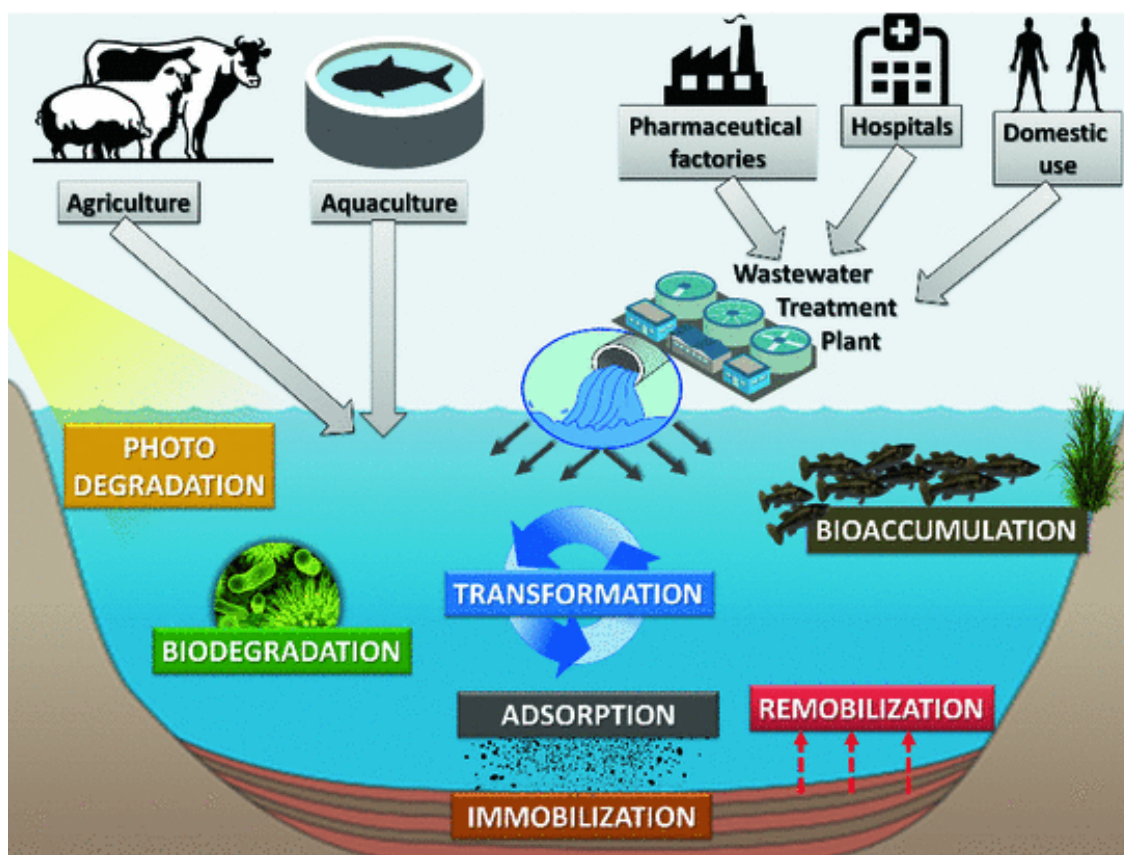 Pharmaceutical
factories
Hospitals
Domestic
use
Agriculture
Aquaculture
Wastewater
Treatment
Plant
PHOTO
DEGRADATION
BIOACCUMULATION
TRANSFORMATION
BIODEGRADATION
ADSORPTION
REMOBILIZATION
IMMOBILIZATION